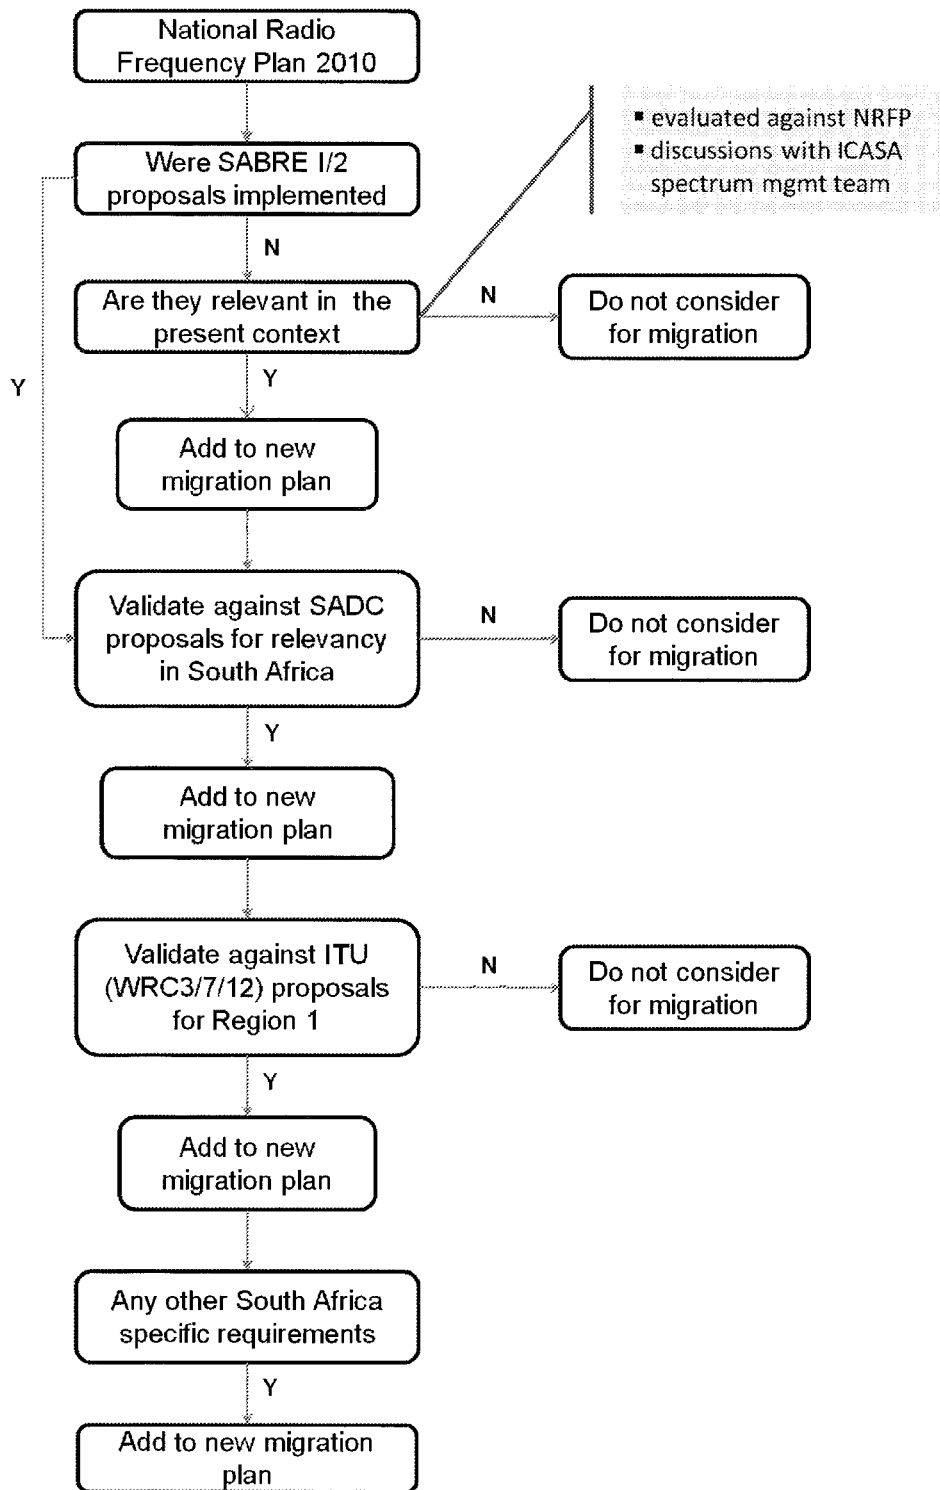 National Radio
Frequency Plan 2010
▪ evaluated against NRFP
▪ discussions with ICASA
spectrum mgmt team
Were SABRE I/2
proposals implemented
N
Are they relevant in the
present context
N
Do not consider
for migration
Y
Y
Add to new
migration plan
Validate against SADC
proposals for relevancy
in South Africa
N
Do not consider
for migration
Y
Add to new
migration plan
Validate against ITU
(WRC3/7/12) proposals
for Region 1
N
Do not consider
for migration
Y
Add to new
migration plan
Any other South Africa
specific requirements
Y
Add to new migration
plan